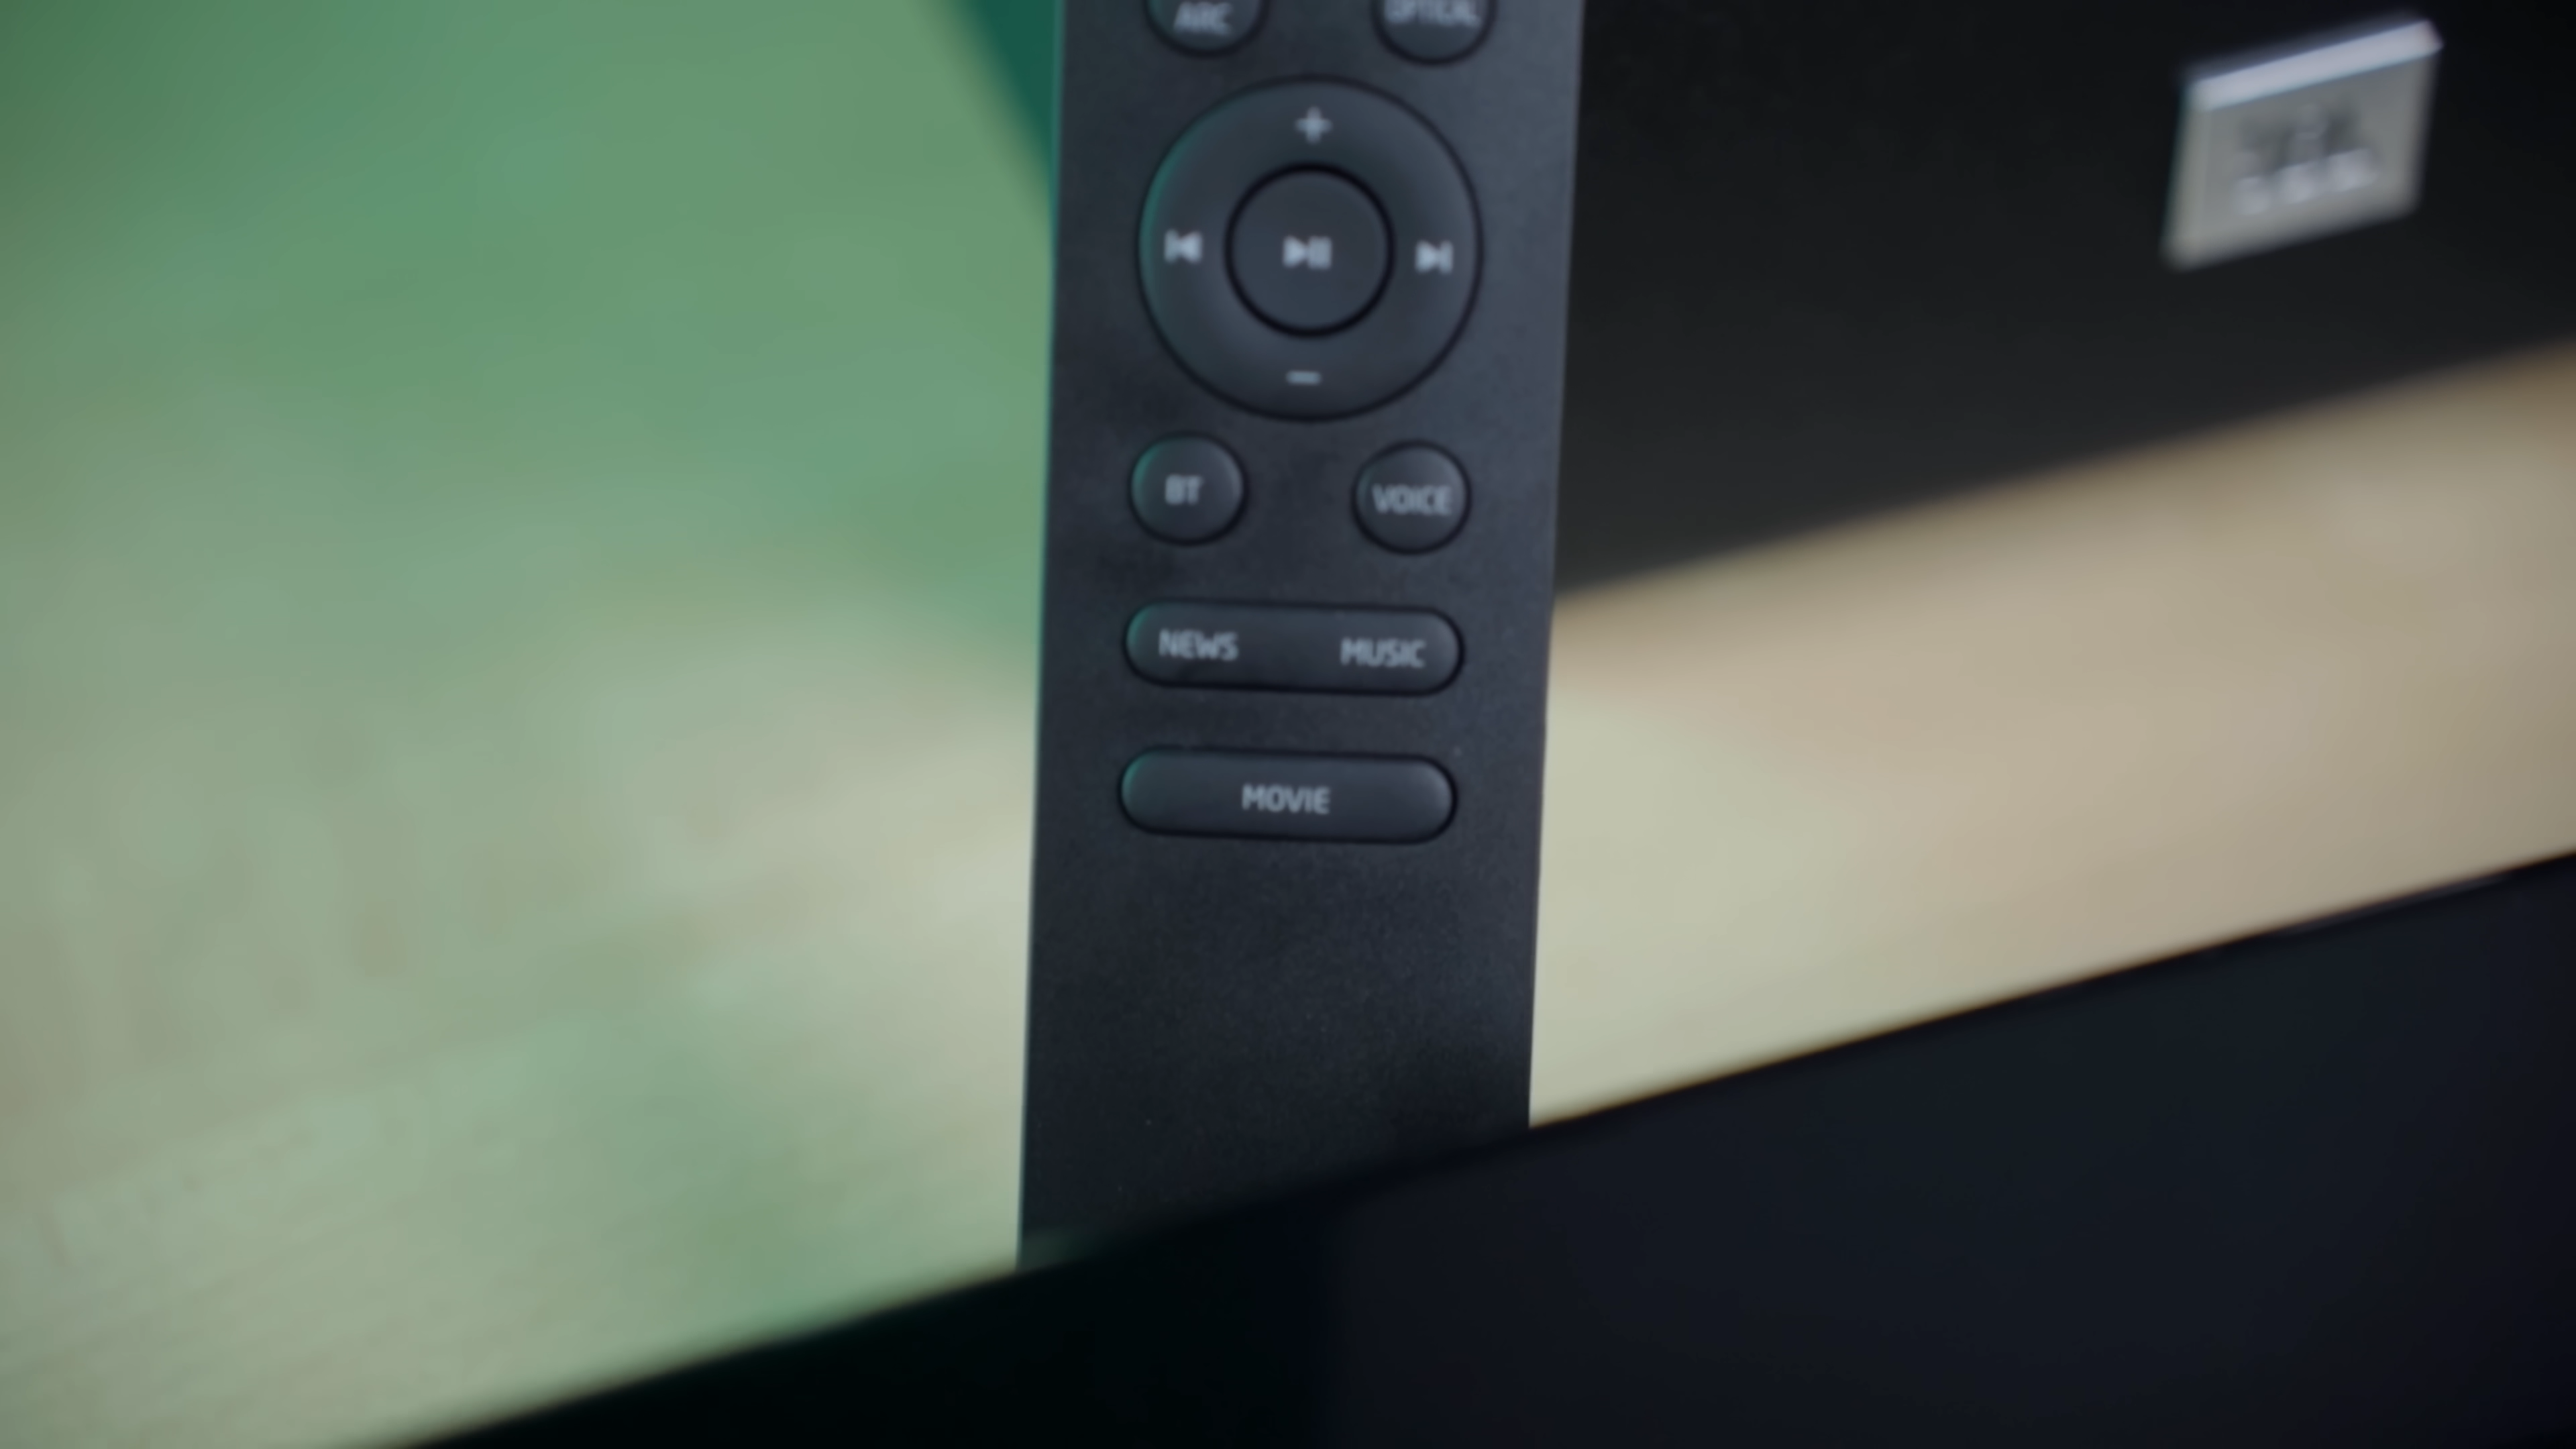 ARC OPTICAL
+
−
BT VOICE
NEWS MUSIC
MOVIE